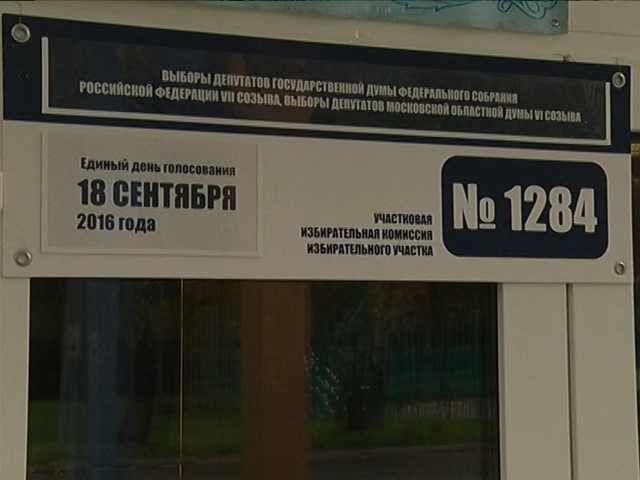 ВЫБОРЫ ДЕПУТАТОВ ГОСУДАРСТВЕННОЙ ДУМЫ ФЕДЕРАЛЬНОГО СОБРАНИЯ
РОССИЙСКОЙ ФЕДЕРАЦИИ VII СОЗЫВА, ВЫБОРЫ ДЕПУТАТОВ МОСКОВСКОЙ ОБЛАСТНОЙ ДУМЫ VI СОЗЫВА
Единый день голосования
18 СЕНТЯБРЯ
2016 года
УЧАСТКОВАЯ
ИЗБИРАТЕЛЬНАЯ КОМИССИЯ
ИЗБИРАТЕЛЬНОГО УЧАСТКА
№ 1284